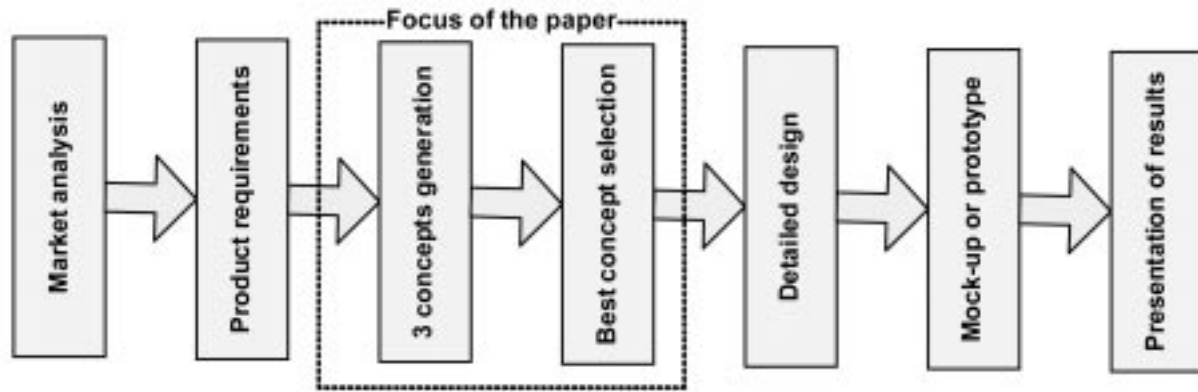 Focus of the paper
Market analysis
Product requirements
3 concepts generation
Best concept selection
Detailed design
Mock-up or prototype
Presentation of results